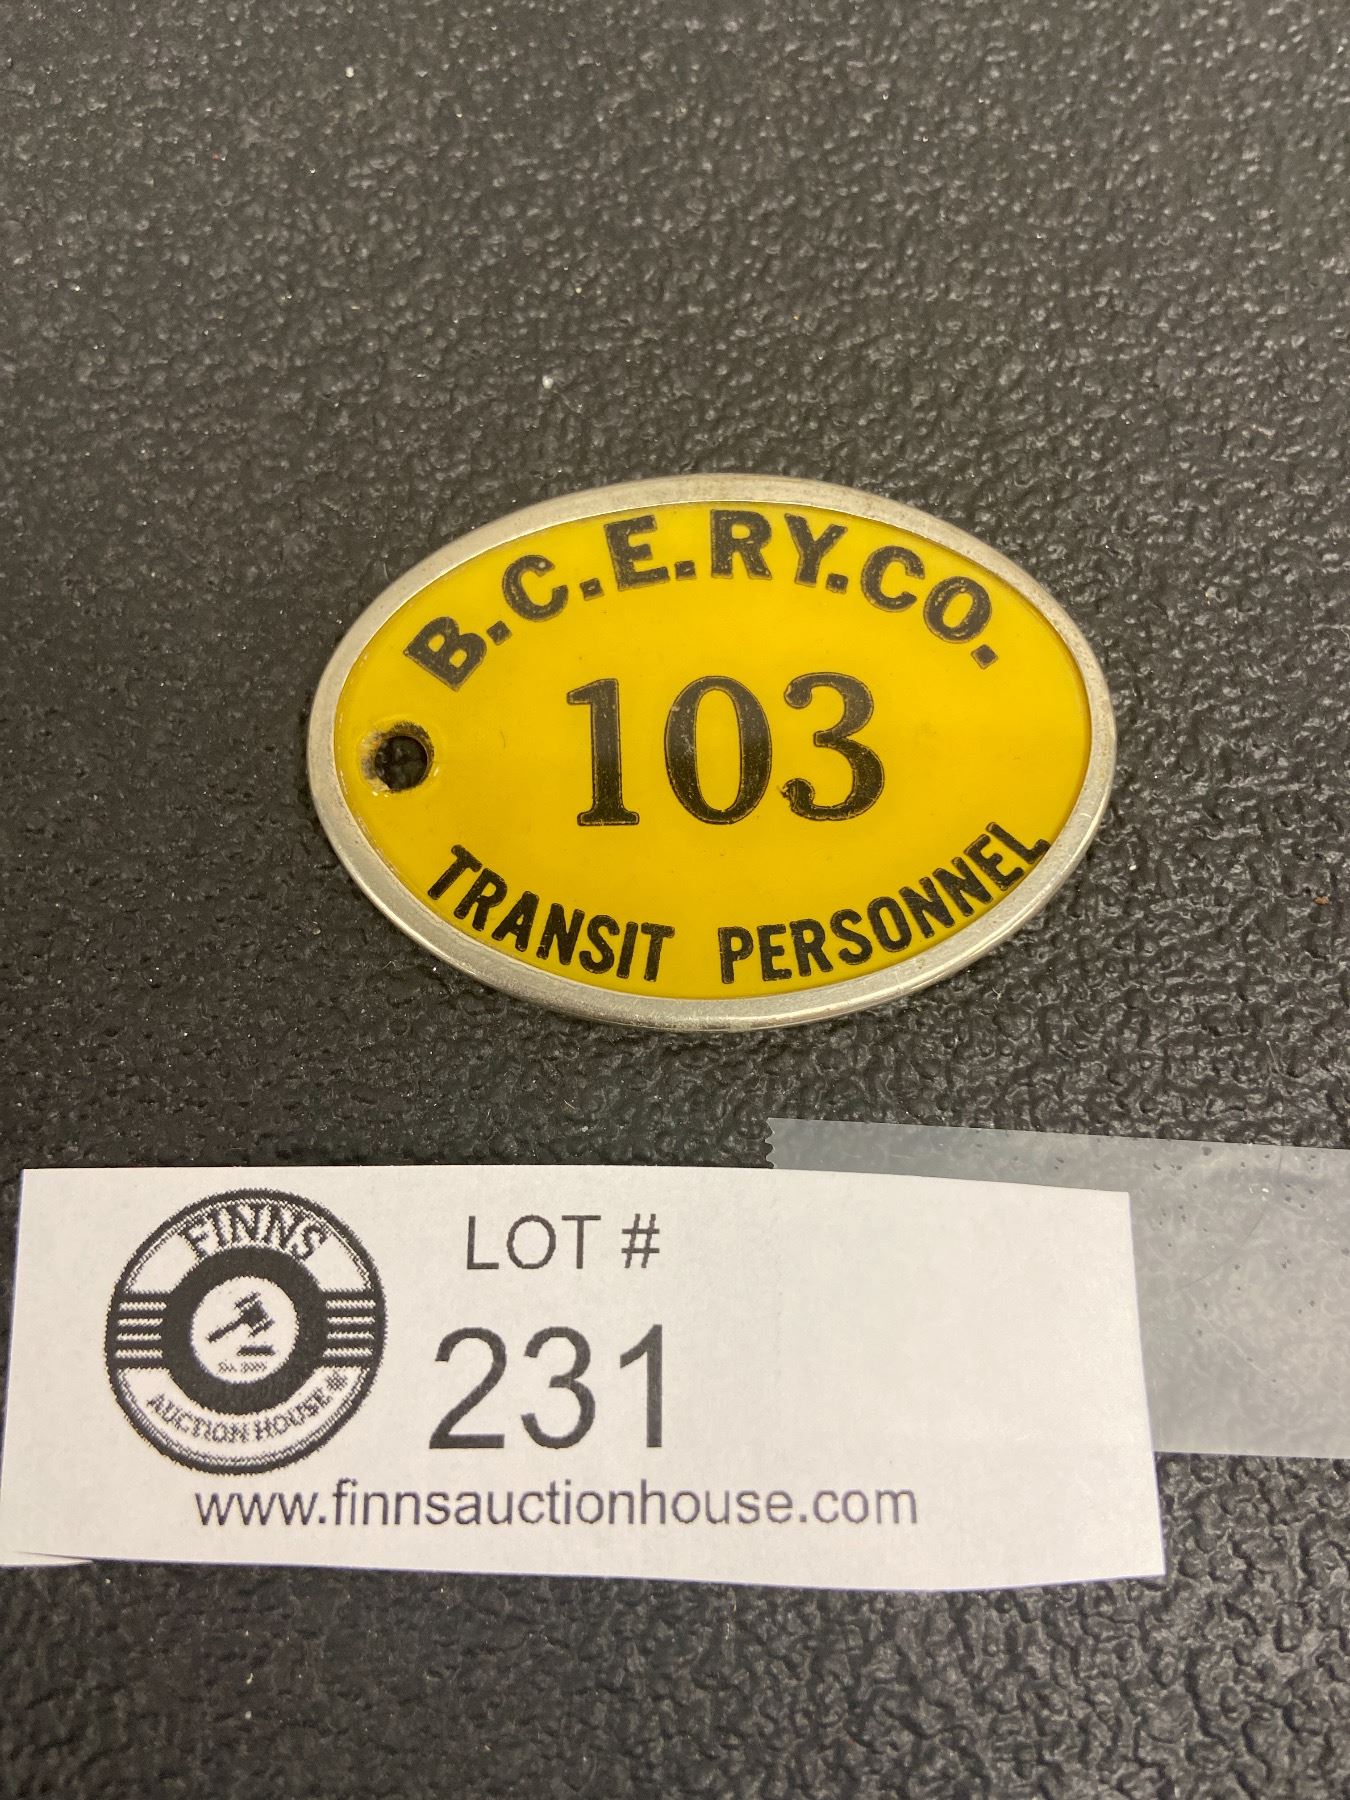 B.C.E.RY.CO.
103
TRANSIT PERSONNEL
FINNS
AUCTION HOUSE
LOT #
231
www.finnsauctionhouse.com